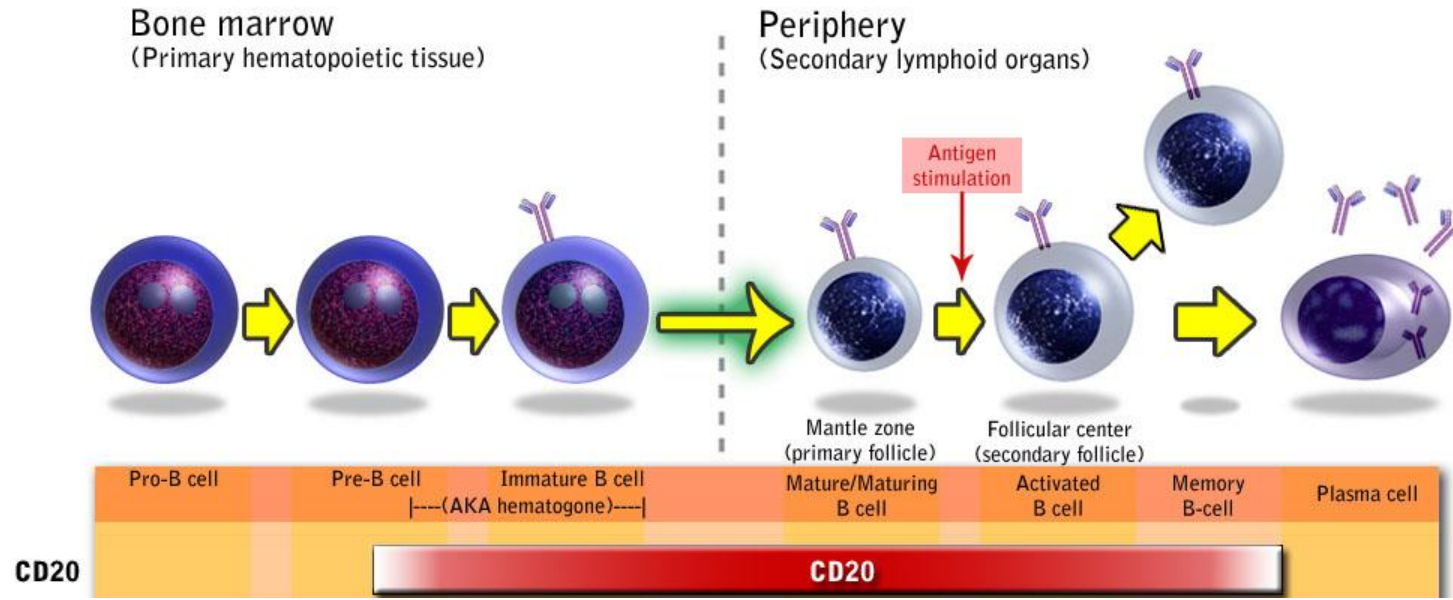 Bone marrow
(Primary hematopoietic tissue)
Periphery
(Secondary lymphoid organs)
Antigen
stimulation
Mantle zone
(primary follicle)
Follicular center
(secondary follicle)
Pro-B cell
Pre-B cell
Immature B cell
|----(AKA hematogone)----|
Mature/Maturing
B cell
Activated
B cell
Memory
B-cell
Plasma cell
CD20
CD20